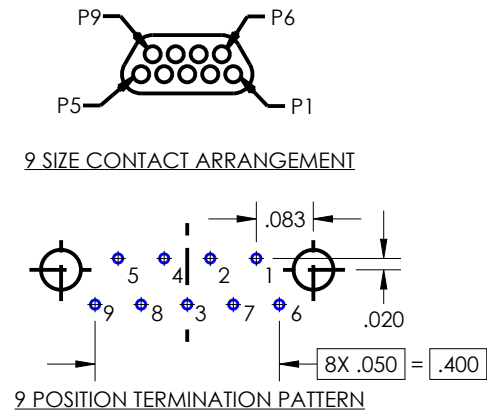 P9 P6
P5 P1
9 SIZE CONTACT ARRANGEMENT
.083
5 4 2 1
.020
9 8 3 7 6
8X .050 = .400
9 POSITION TERMINATION PATTERN